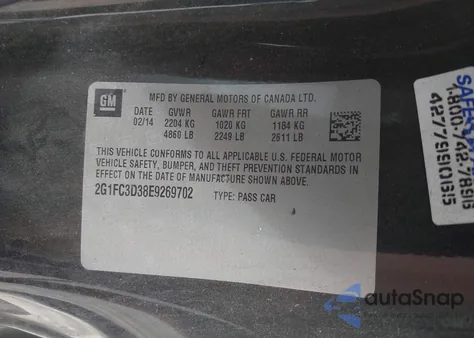 GM
MFD BY GENERAL MOTORS OF CANADA LTD.
DATE GVWR GAWR FRT GAWR RR
02/14 2204 KG 1020 KG 1184 KG
4860 LB 2249 LB 2611 LB
THIS VEHICLE CONFORMS TO ALL APPLICABLE U.S. FEDERAL MOTOR
VEHICLE SAFETY, BUMPER, AND THEFT PREVENTION STANDARDS IN
EFFECT ON THE DATE OF MANUFACTURE SHOWN ABOVE.
2G1FC3D38E9269702 TYPE: PASS CAR
autaSnap